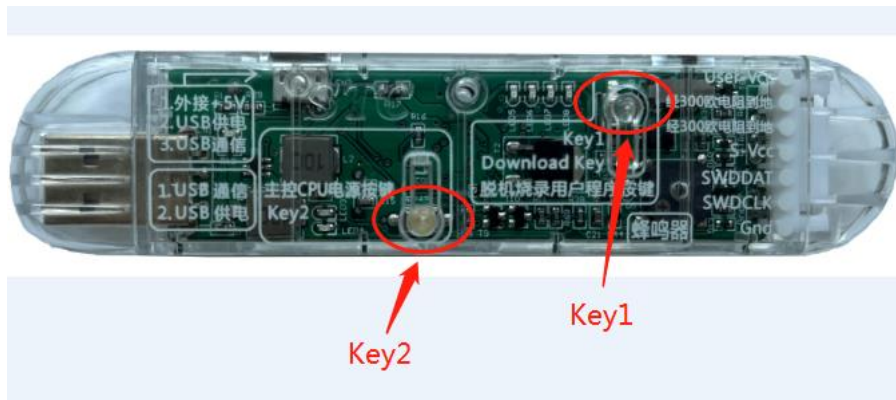 1.外接+5V
2.USB供电
3.USB通信
1.USB通信
2.USB供电
主控CPU电源按键
Key2
Key1
Download Key
脱机烧录用户程序按键
蜂鸣器
User-Vcc
经300欧电阻到地
经300欧电阻到地
S-Vcc
SWDDAT
SWDCLK
Gnd
LED5
LED6
LED7
Key1
Key2